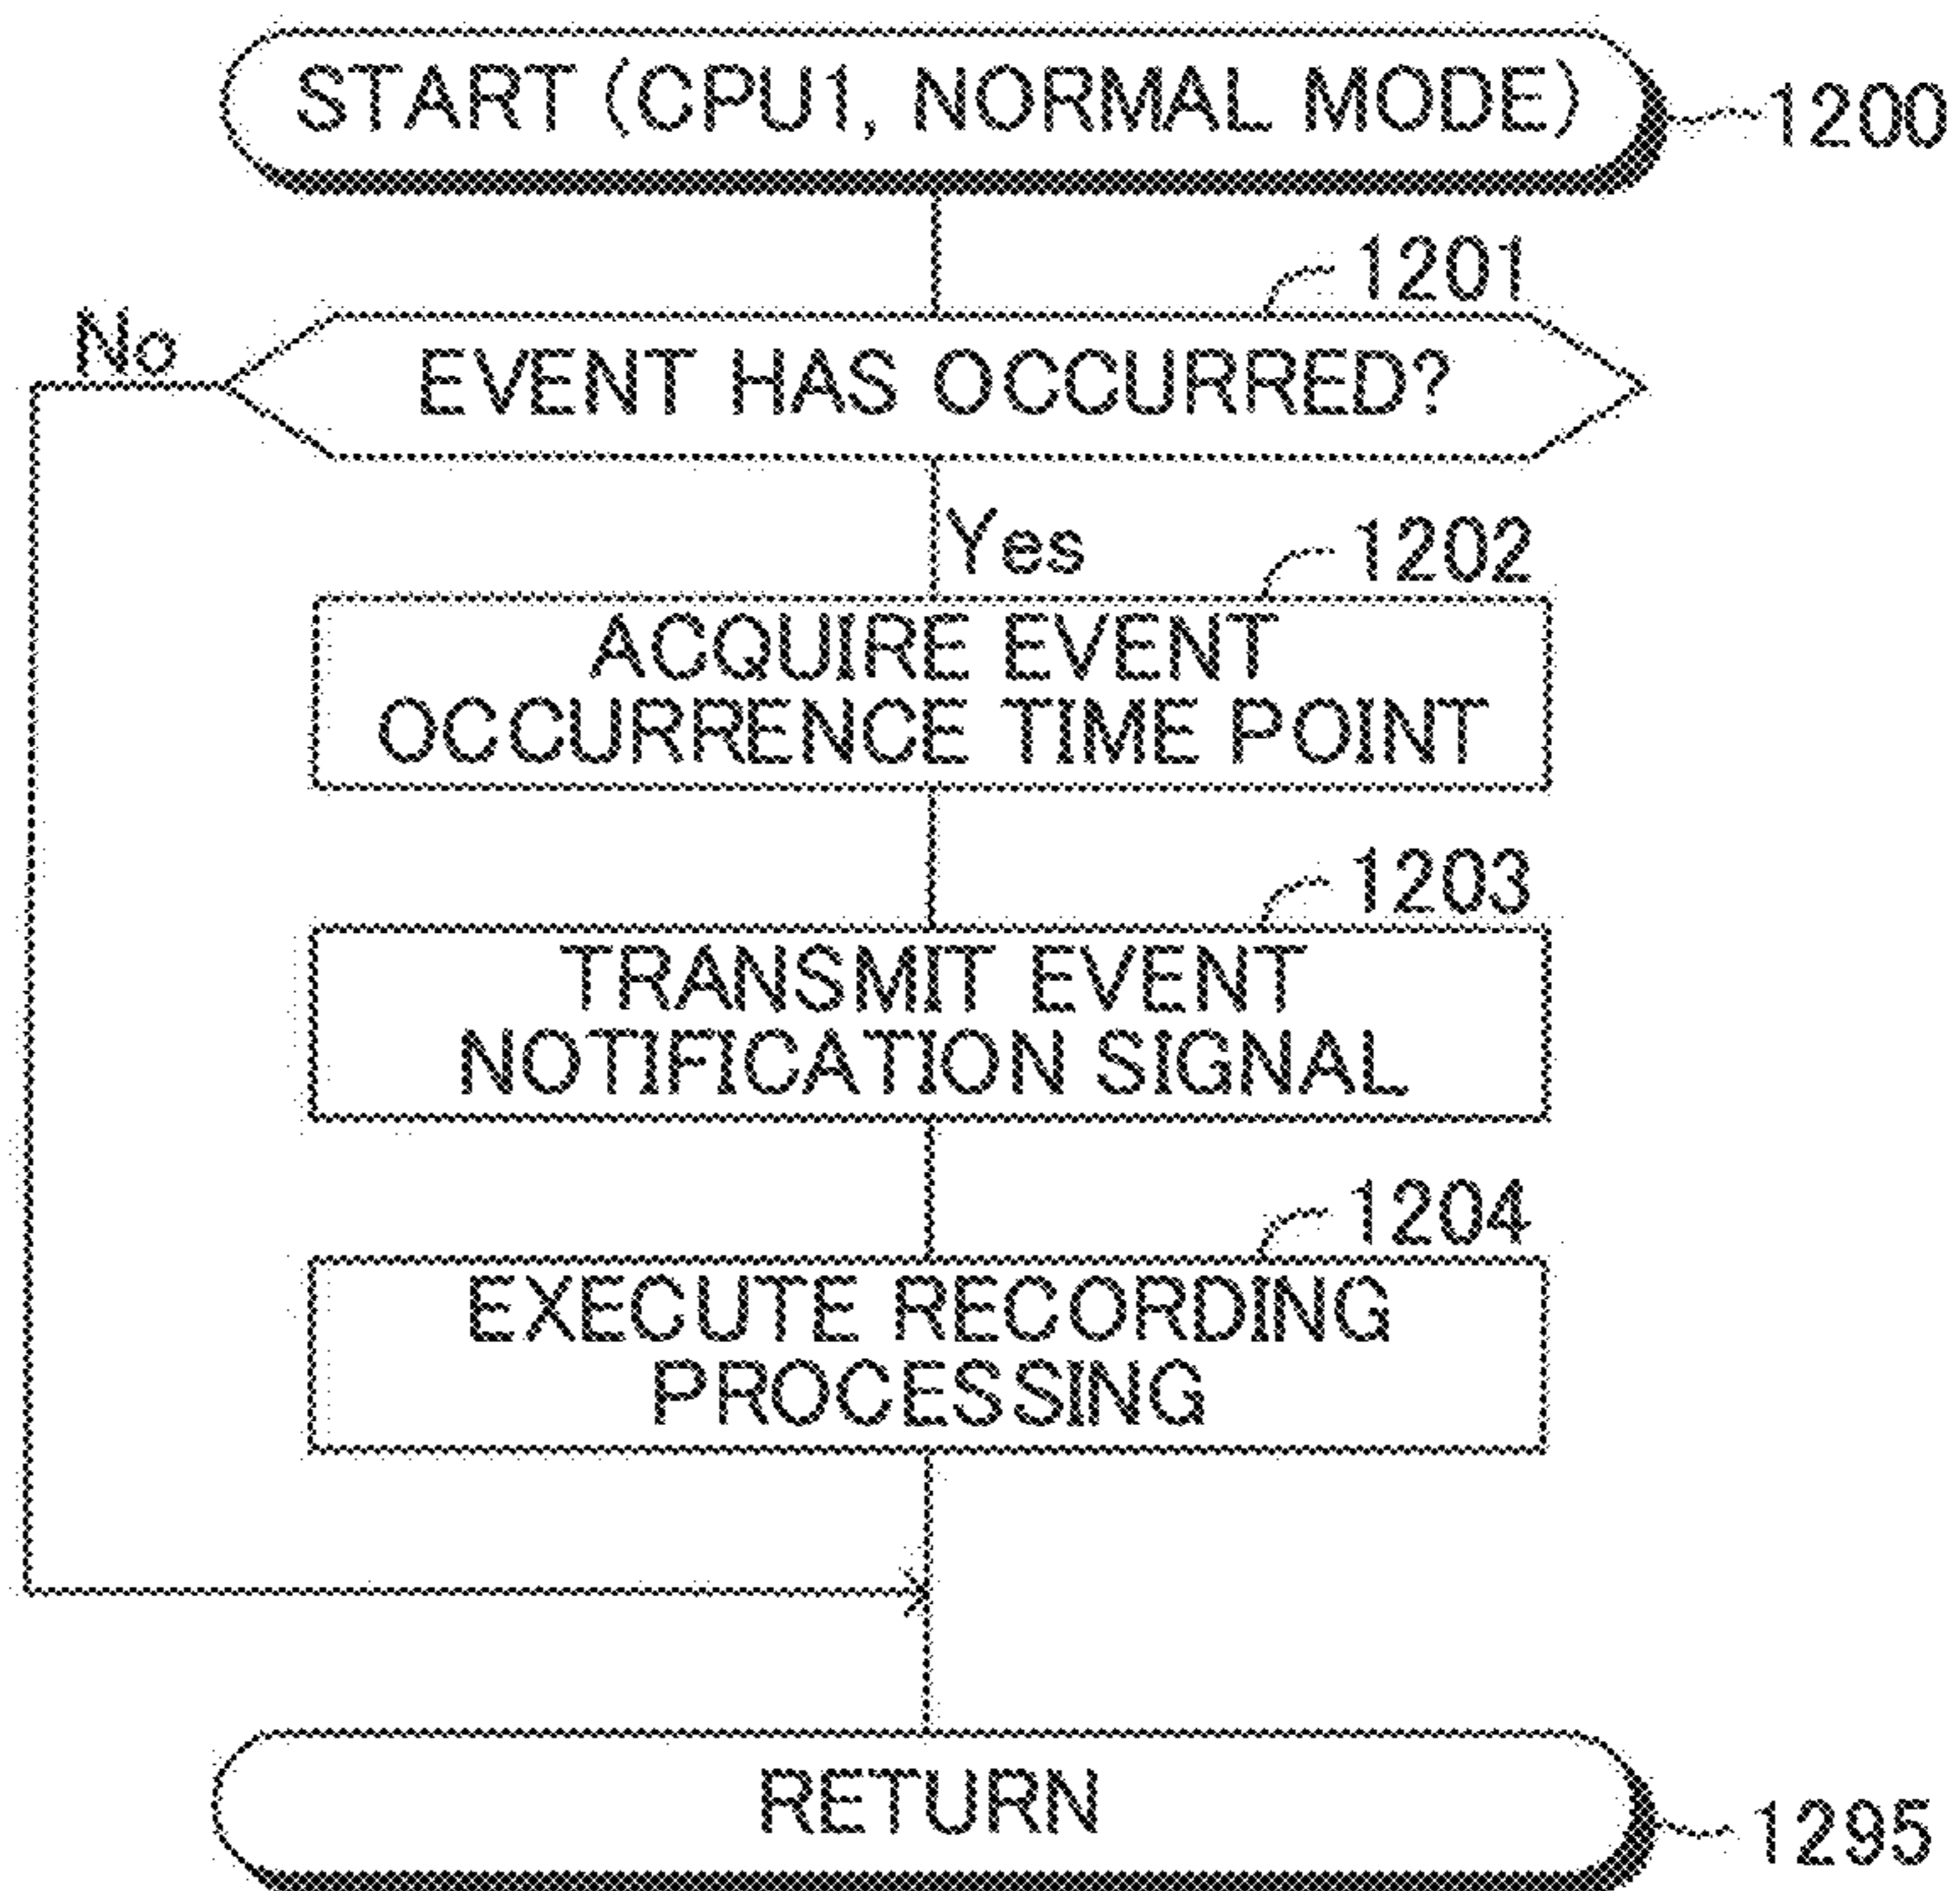 START (CPU1, NORMAL MODE)
1200
1201
No
EVENT HAS OCCURRED?
Yes
1202
ACQUIRE EVENT
OCCURRENCE TIME POINT
1203
TRANSMIT EVENT
NOTIFICATION SIGNAL
1204
EXECUTE RECORDING
PROCESSING
RETURN
1295